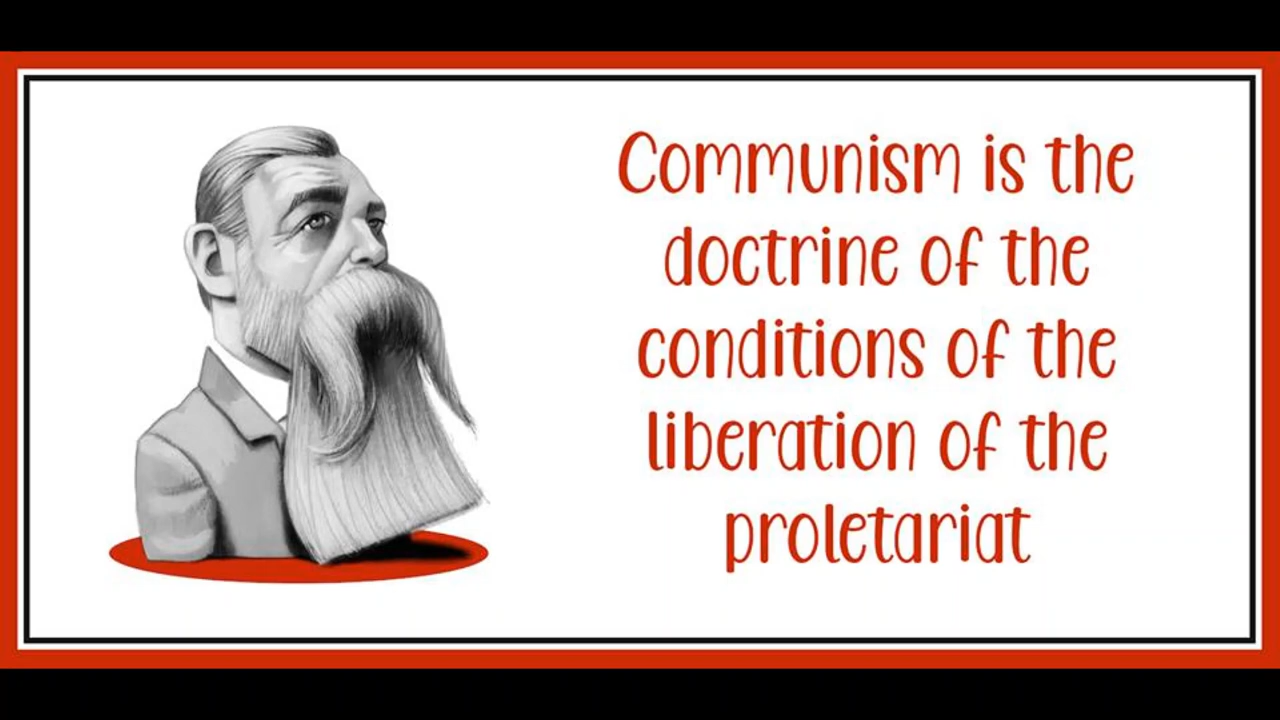 Communism is the
doctrine of the
conditions of the
liberation of the
proletariat